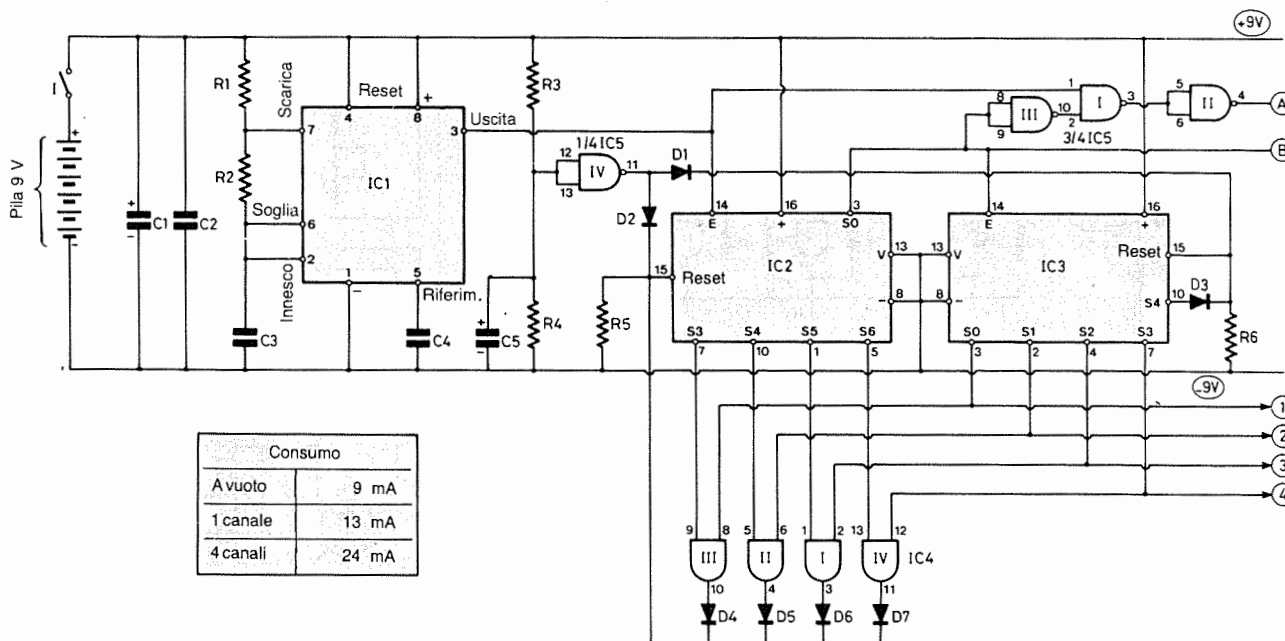 +9V
I
Pila 9 V
+
-
+
-
C1
C2
R1
R2
Scarica
7
Soglia
6
2
Innesco
C3
Reset
4
8
+
IC1
Uscita
3
1
-
5
Riferim.
C4
+
-
C5
R3
R4
1/4 IC5
12
13
IV
11
D1
D2
R5
15
Reset
14
E
16
+
3
S0
IC2
V
13
8
-
S3
7
S4
10
S5
1
S6
5
8
9
III
10
1
2
I
3
3/4 IC5
5
6
II
4
A
B
14
E
16
+
13
V
8
-
IC3
Reset
15
S4
10
D3
R6
S0
3
S1
2
S2
4
S3
7
-9V
1
2
3
4
Consumo
A vuoto 9 mA
1 canale 13 mA
4 canali 24 mA
9
8
III
10
D4
5
6
II
4
D5
1
2
I
3
D6
13
12
IV
11
D7
IC4